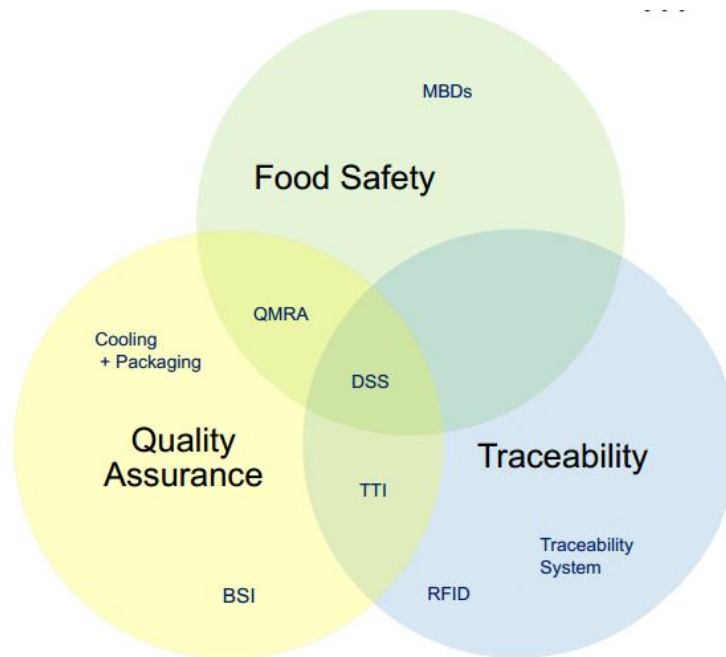 MBDs
Food Safety
QMRA
Cooling
+ Packaging
DSS
Quality
Assurance
Traceability
TTI
Traceability
System
BSI
RFID